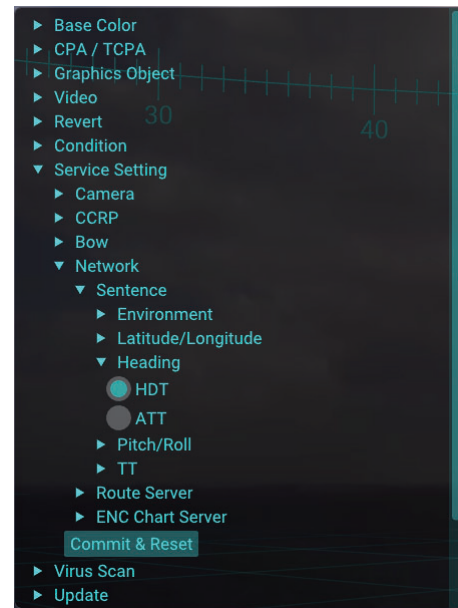 Base Color
CPA / TCPA
Graphics Object
Video
Revert
30
40
Condition
Service Setting
Camera
CCRP
Bow
Network
Sentence
Environment
Latitude/Longitude
Heading
HDT
ATT
Pitch/Roll
TT
Route Server
ENC Chart Server
Commit & Reset
Virus Scan
Update